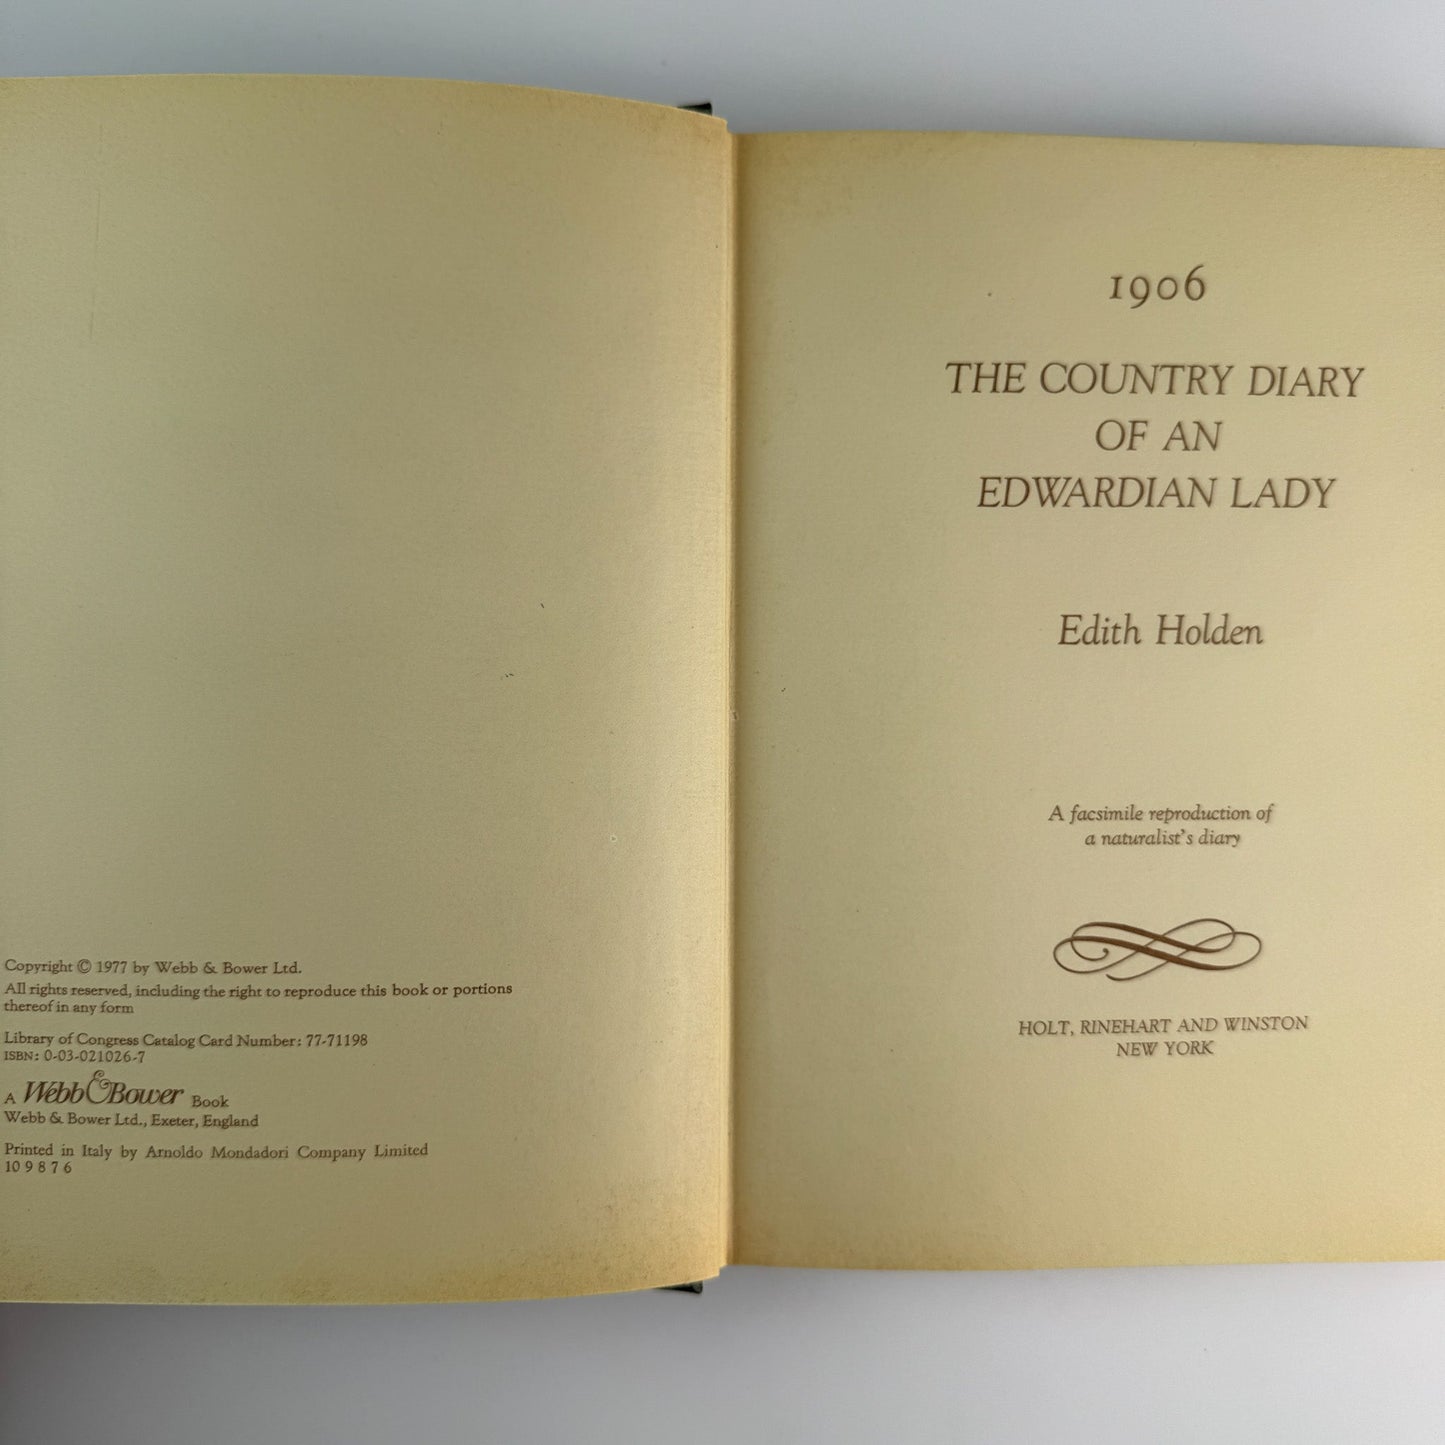 Copyright © 1977 by Webb & Bower Ltd.
All rights reserved, including the right to reproduce this book or portions
thereof in any form
Library of Congress Catalog Card Number: 77-71198
ISBN: 0-03-021026-7
A Webb & Bower Book
Webb & Bower Ltd., Exeter, England
Printed in Italy by Arnoldo Mondadori Company Limited
10 9 8 7 6
1906
THE COUNTRY DIARY
OF AN
EDWARDIAN LADY
Edith Holden
A facsimile reproduction of
a naturalist's diary
HOLT, RINEHART AND WINSTON
NEW YORK